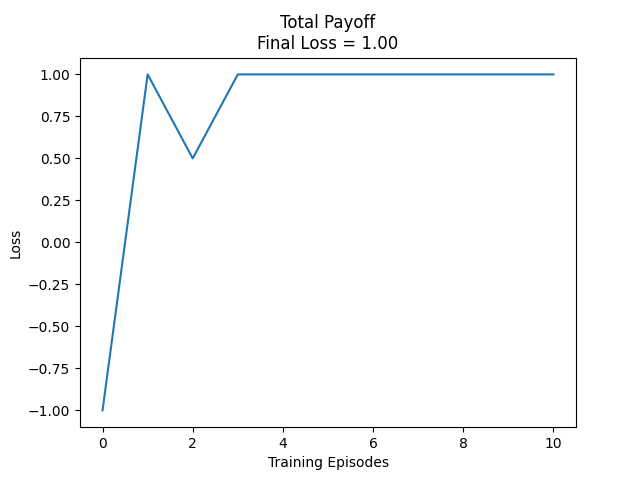 Total Payoff
Final Loss = 1.00
1.00
0.75
0.50
0.25
0.00
−0.25
−0.50
−0.75
−1.00
Loss
0 2 4 6 8 10
Training Episodes